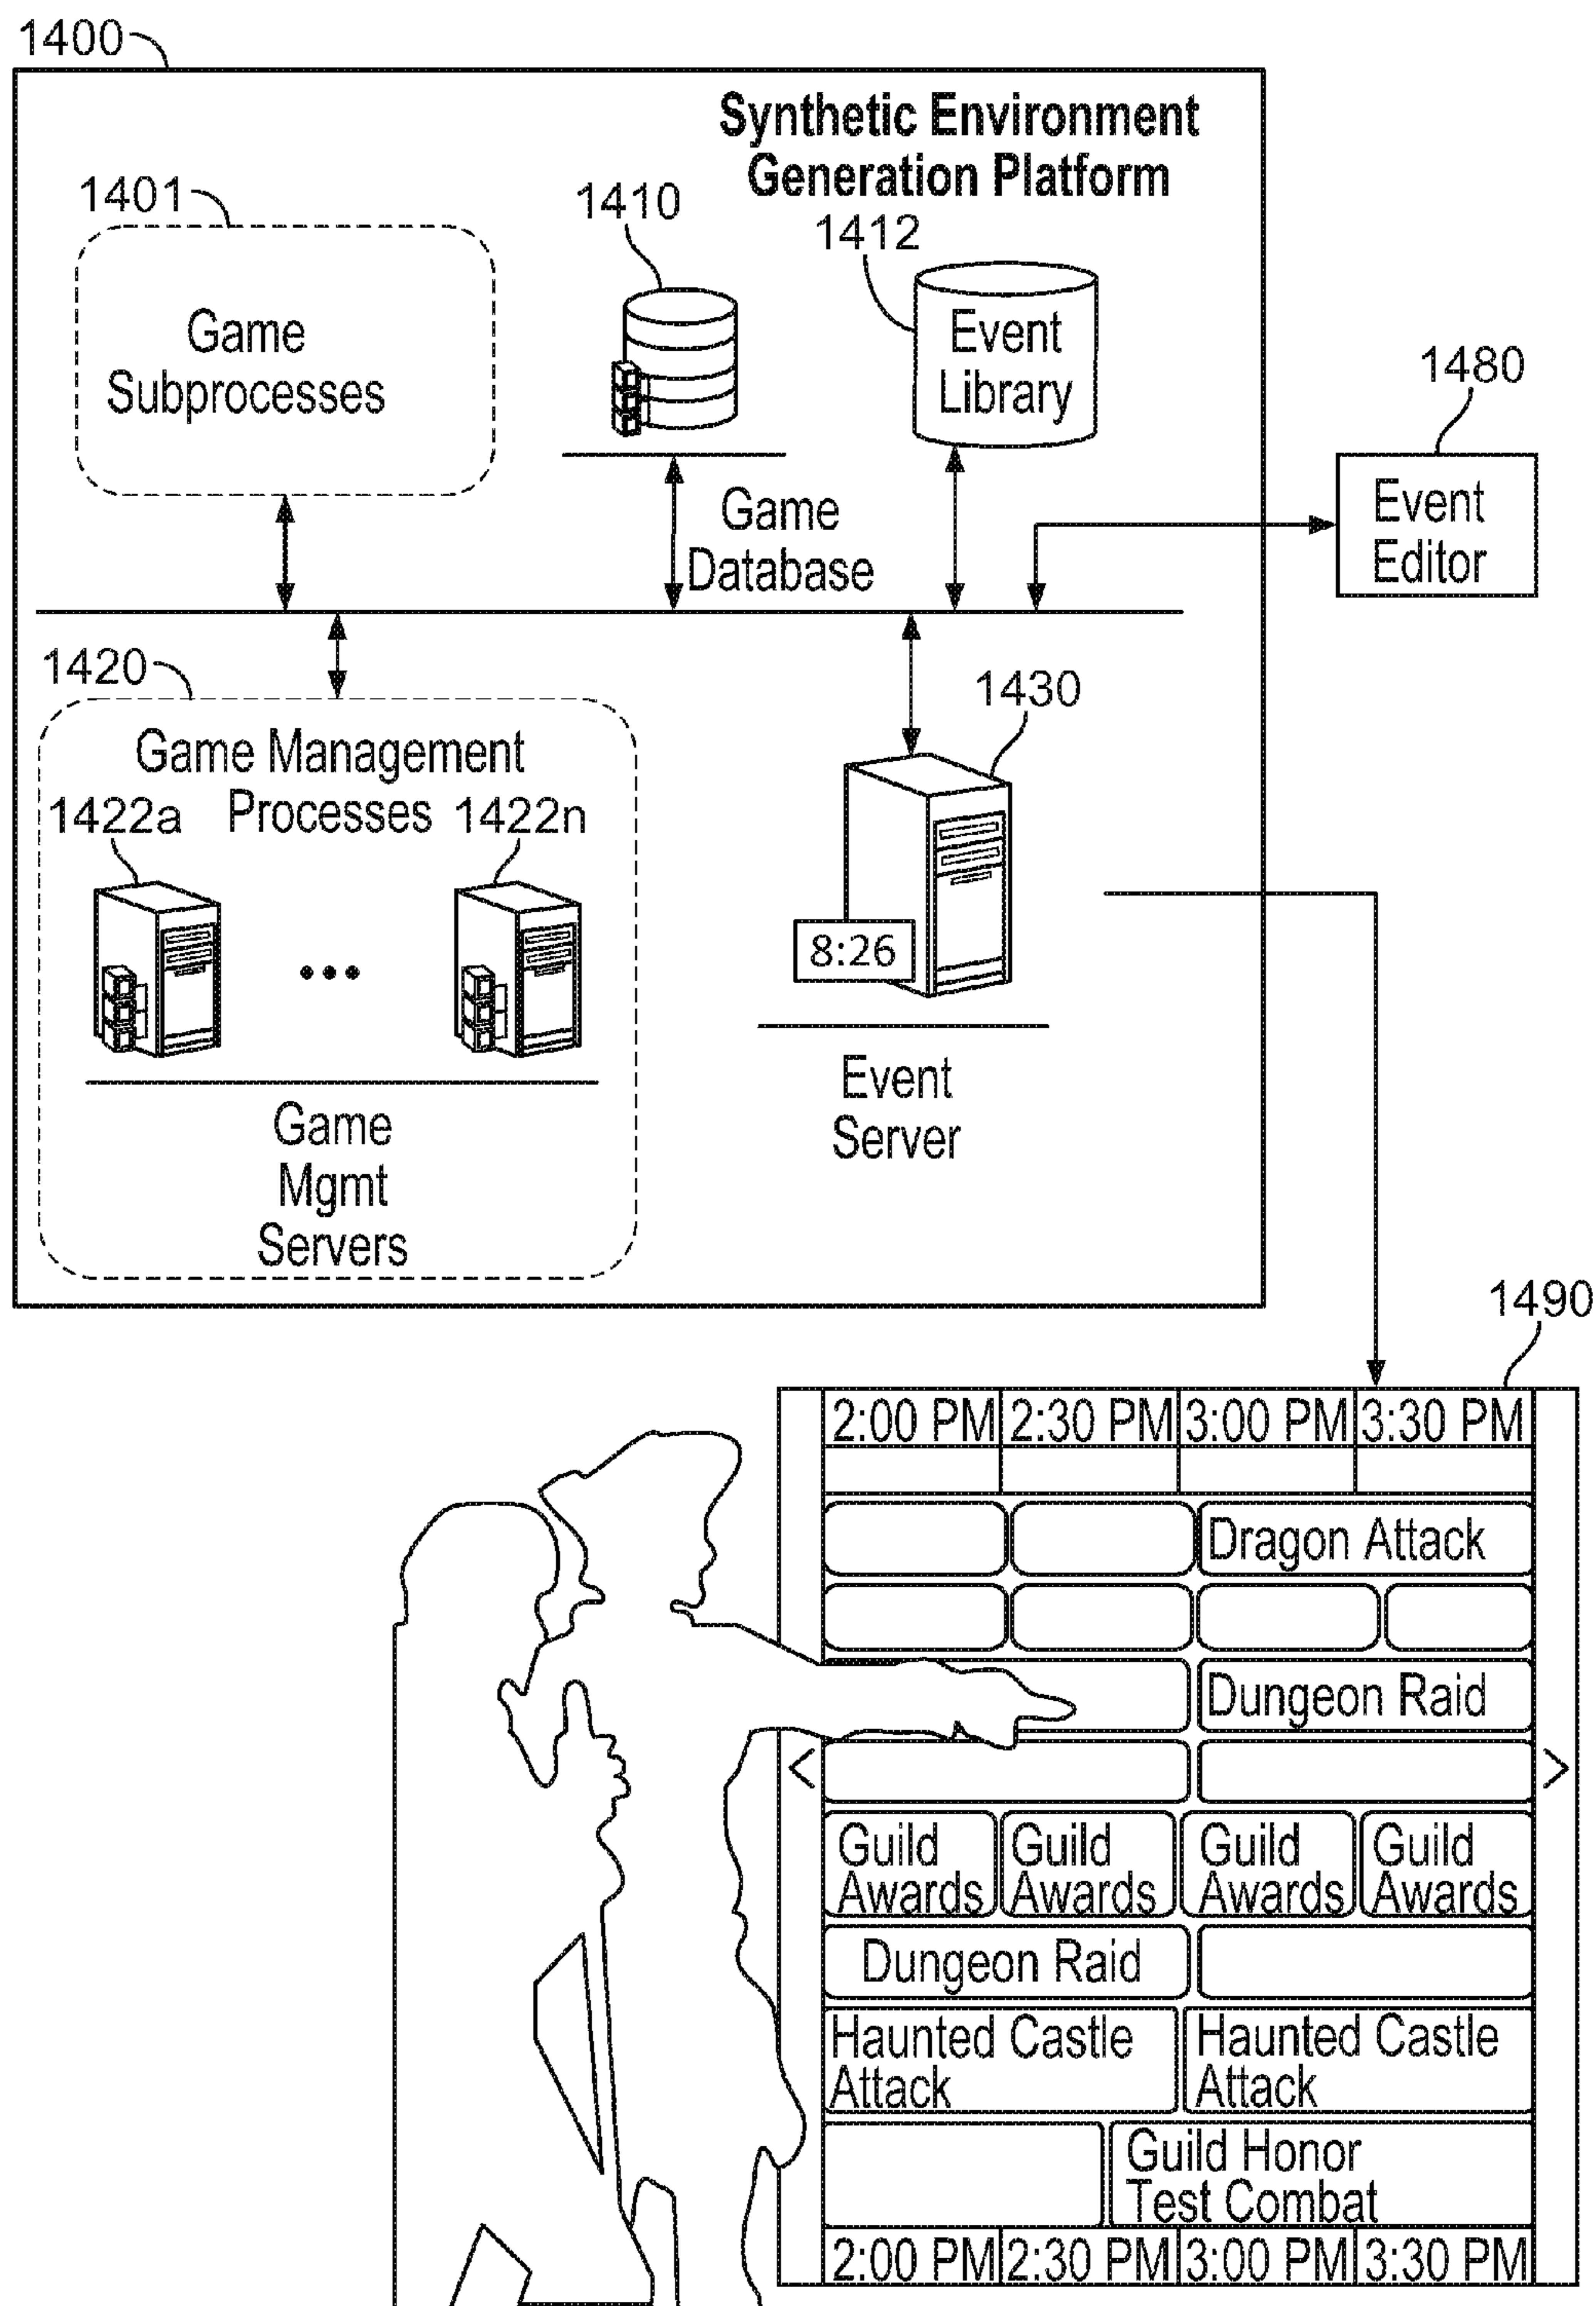 1400
Synthetic Environment
Generation Platform
1401
1410
1412
Game
Subprocesses
Event
Library
1480
Event
Editor
Game
Database
1420
1430
Game Management
Processes
1422a
1422n
8:26
Game
Mgmt
Servers
Event
Server
1490
2:00 PM 2:30 PM 3:00 PM 3:30 PM
Dragon Attack
Dungeon Raid
< >
Guild Guild Guild Guild
Awards Awards Awards Awards
Dungeon Raid
Haunted Castle Haunted Castle
Attack Attack
Guild Honor
Test Combat
2:00 PM 2:30 PM 3:00 PM 3:30 PM